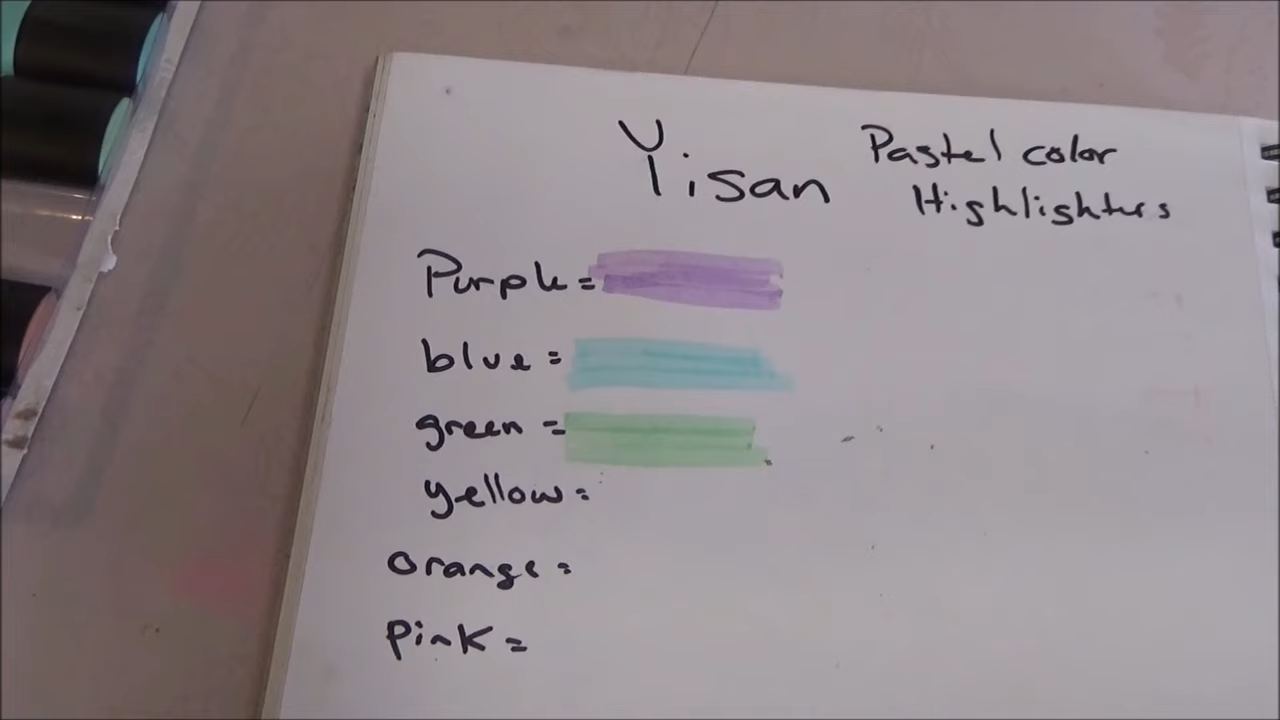 Yisan Pastel color
Highlighters
Purple =
blue =
green =
yellow =
orange =
pink =